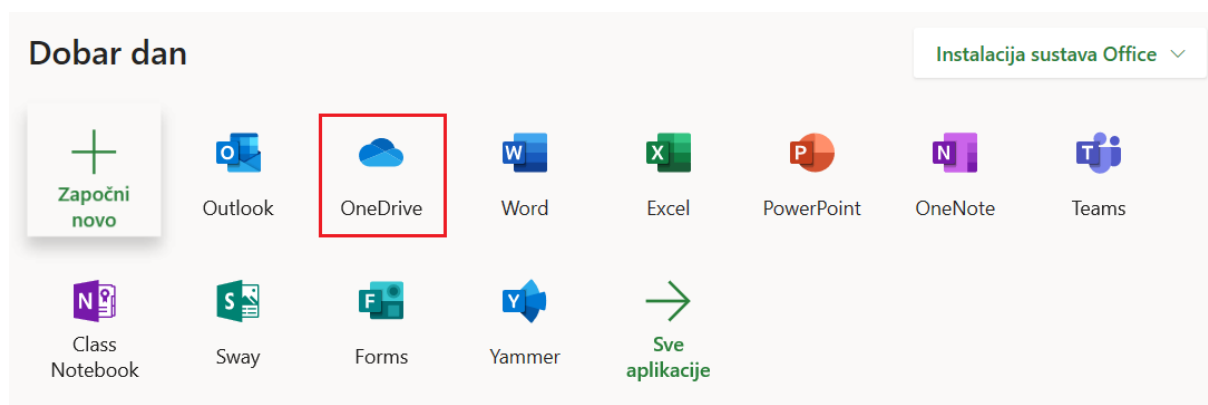 Dobar dan
Instalacija sustava Office
Započni
novo
Outlook
OneDrive
Word
Excel
PowerPoint
OneNote
Teams
Class
Notebook
Sway
Forms
Yammer
Sve
aplikacije